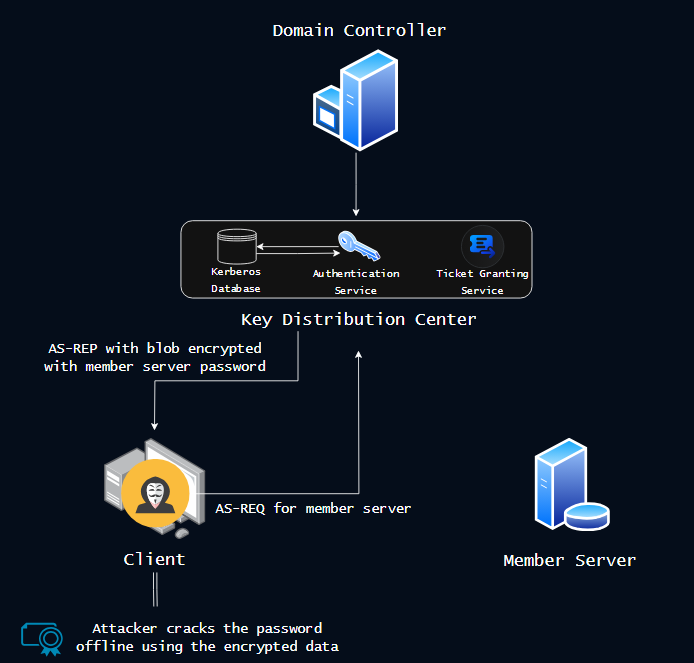 Domain Controller
Kerberos
Database
Authentication
Service
Ticket Granting
Service
Key Distribution Center
AS-REP with blob encrypted
with member server password
AS-REQ for member server
Client
Member Server
Attacker cracks the password
offline using the encrypted data